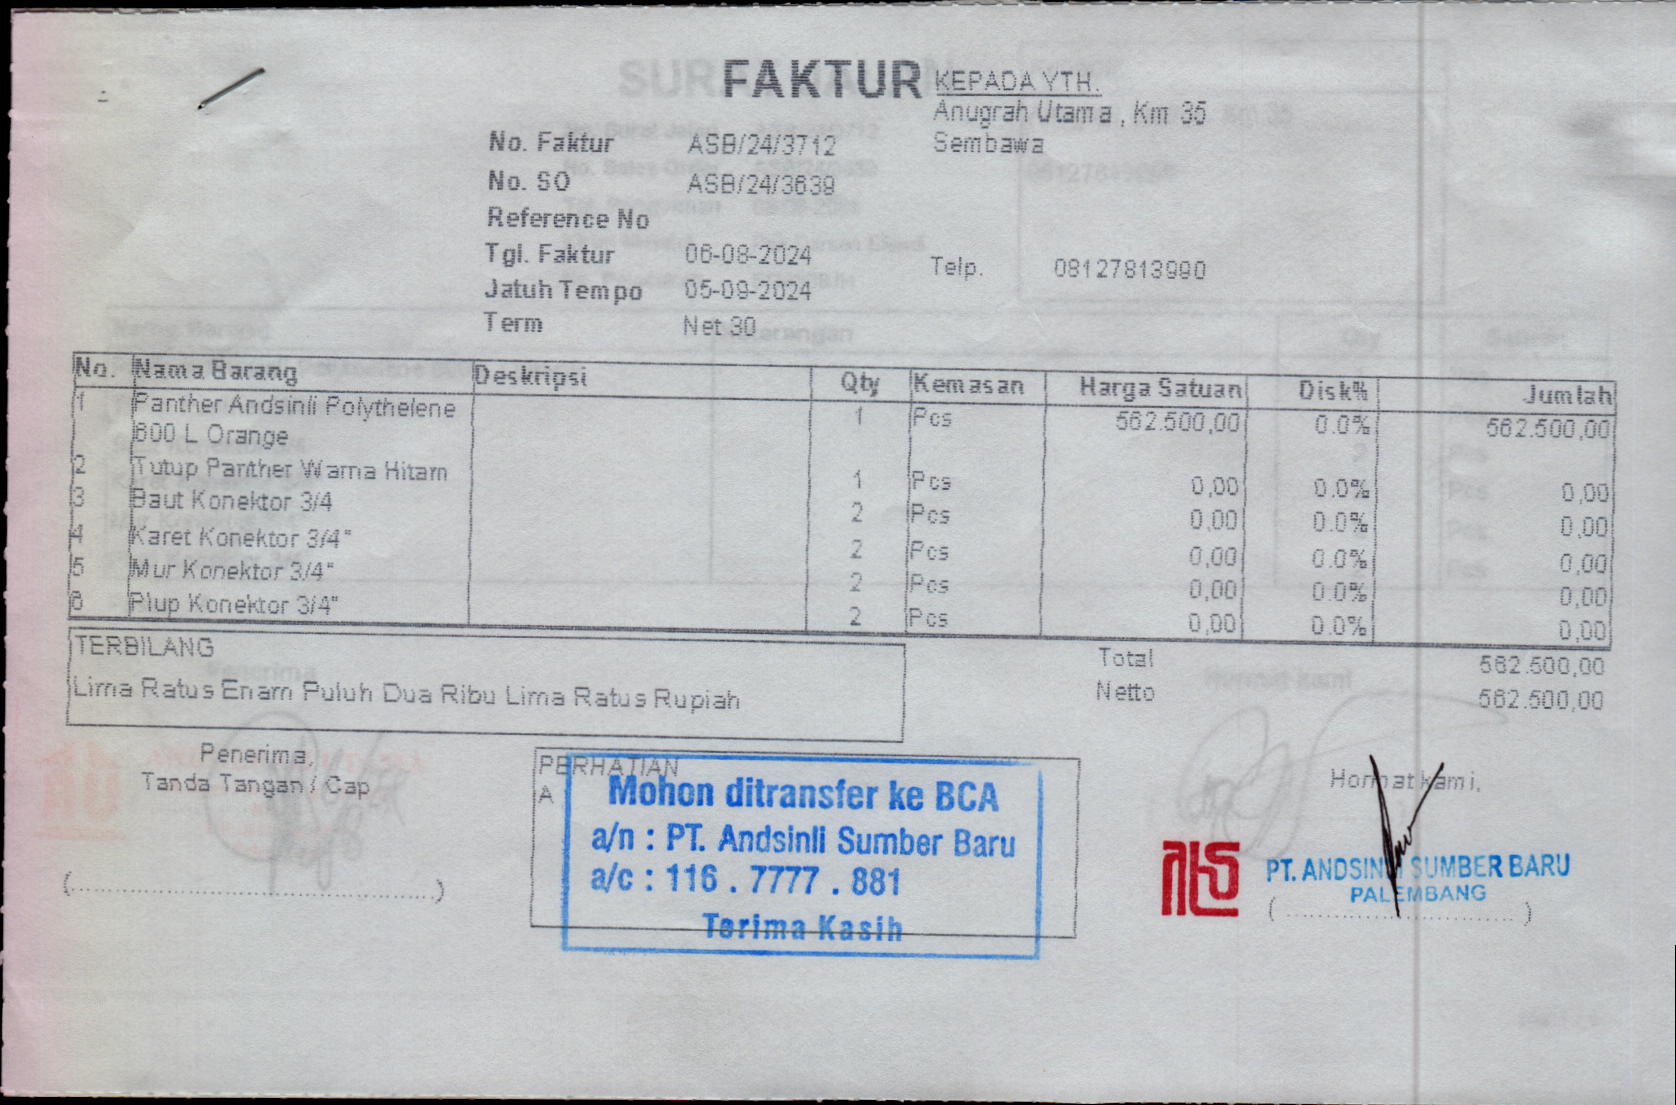 FAKTUR
KEPADA YTH.
Anugrah Utama , Km 35
Sembawa
No. Faktur ASB/24/3712
No. SO ASB/24/3639
Reference No
Tgl. Faktur 06-08-2024
Telp. 08127813990
Jatuh Tempo 05-09-2024
Term Net 30
No. Nama Barang Deskripsi Qty Kemasan Harga Satuan Disk% Jumlah
1 Panther Andsinli Polythelene 1 Pcs 562.500,00 0.0% 562.500,00
600 L Orange
2 Tutup Panther Warna Hitam 1 Pcs 0,00 0.0% 0,00
3 Baut Konektor 3/4 2 Pcs 0,00 0.0% 0,00
4 Karet Konektor 3/4" 2 Pcs 0,00 0.0% 0,00
5 Mur Konektor 3/4" 2 Pcs 0,00 0.0% 0,00
6 Plup Konektor 3/4" 2 Pcs 0,00 0.0% 0,00
TERBILANG
Lima Ratus Enam Puluh Dua Ribu Lima Ratus Rupiah
Total 562.500,00
Netto 562.500,00
Penerima,
Tanda Tangan / Cap
(..............................)
PERHATIAN
A
Mohon ditransfer ke BCA
a/n : PT. Andsinli Sumber Baru
a/c : 116 . 7777 . 881
Terima Kasih
Hormat kami,
PT. ANDSINLI SUMBER BARU
PALEMBANG
(..............................)